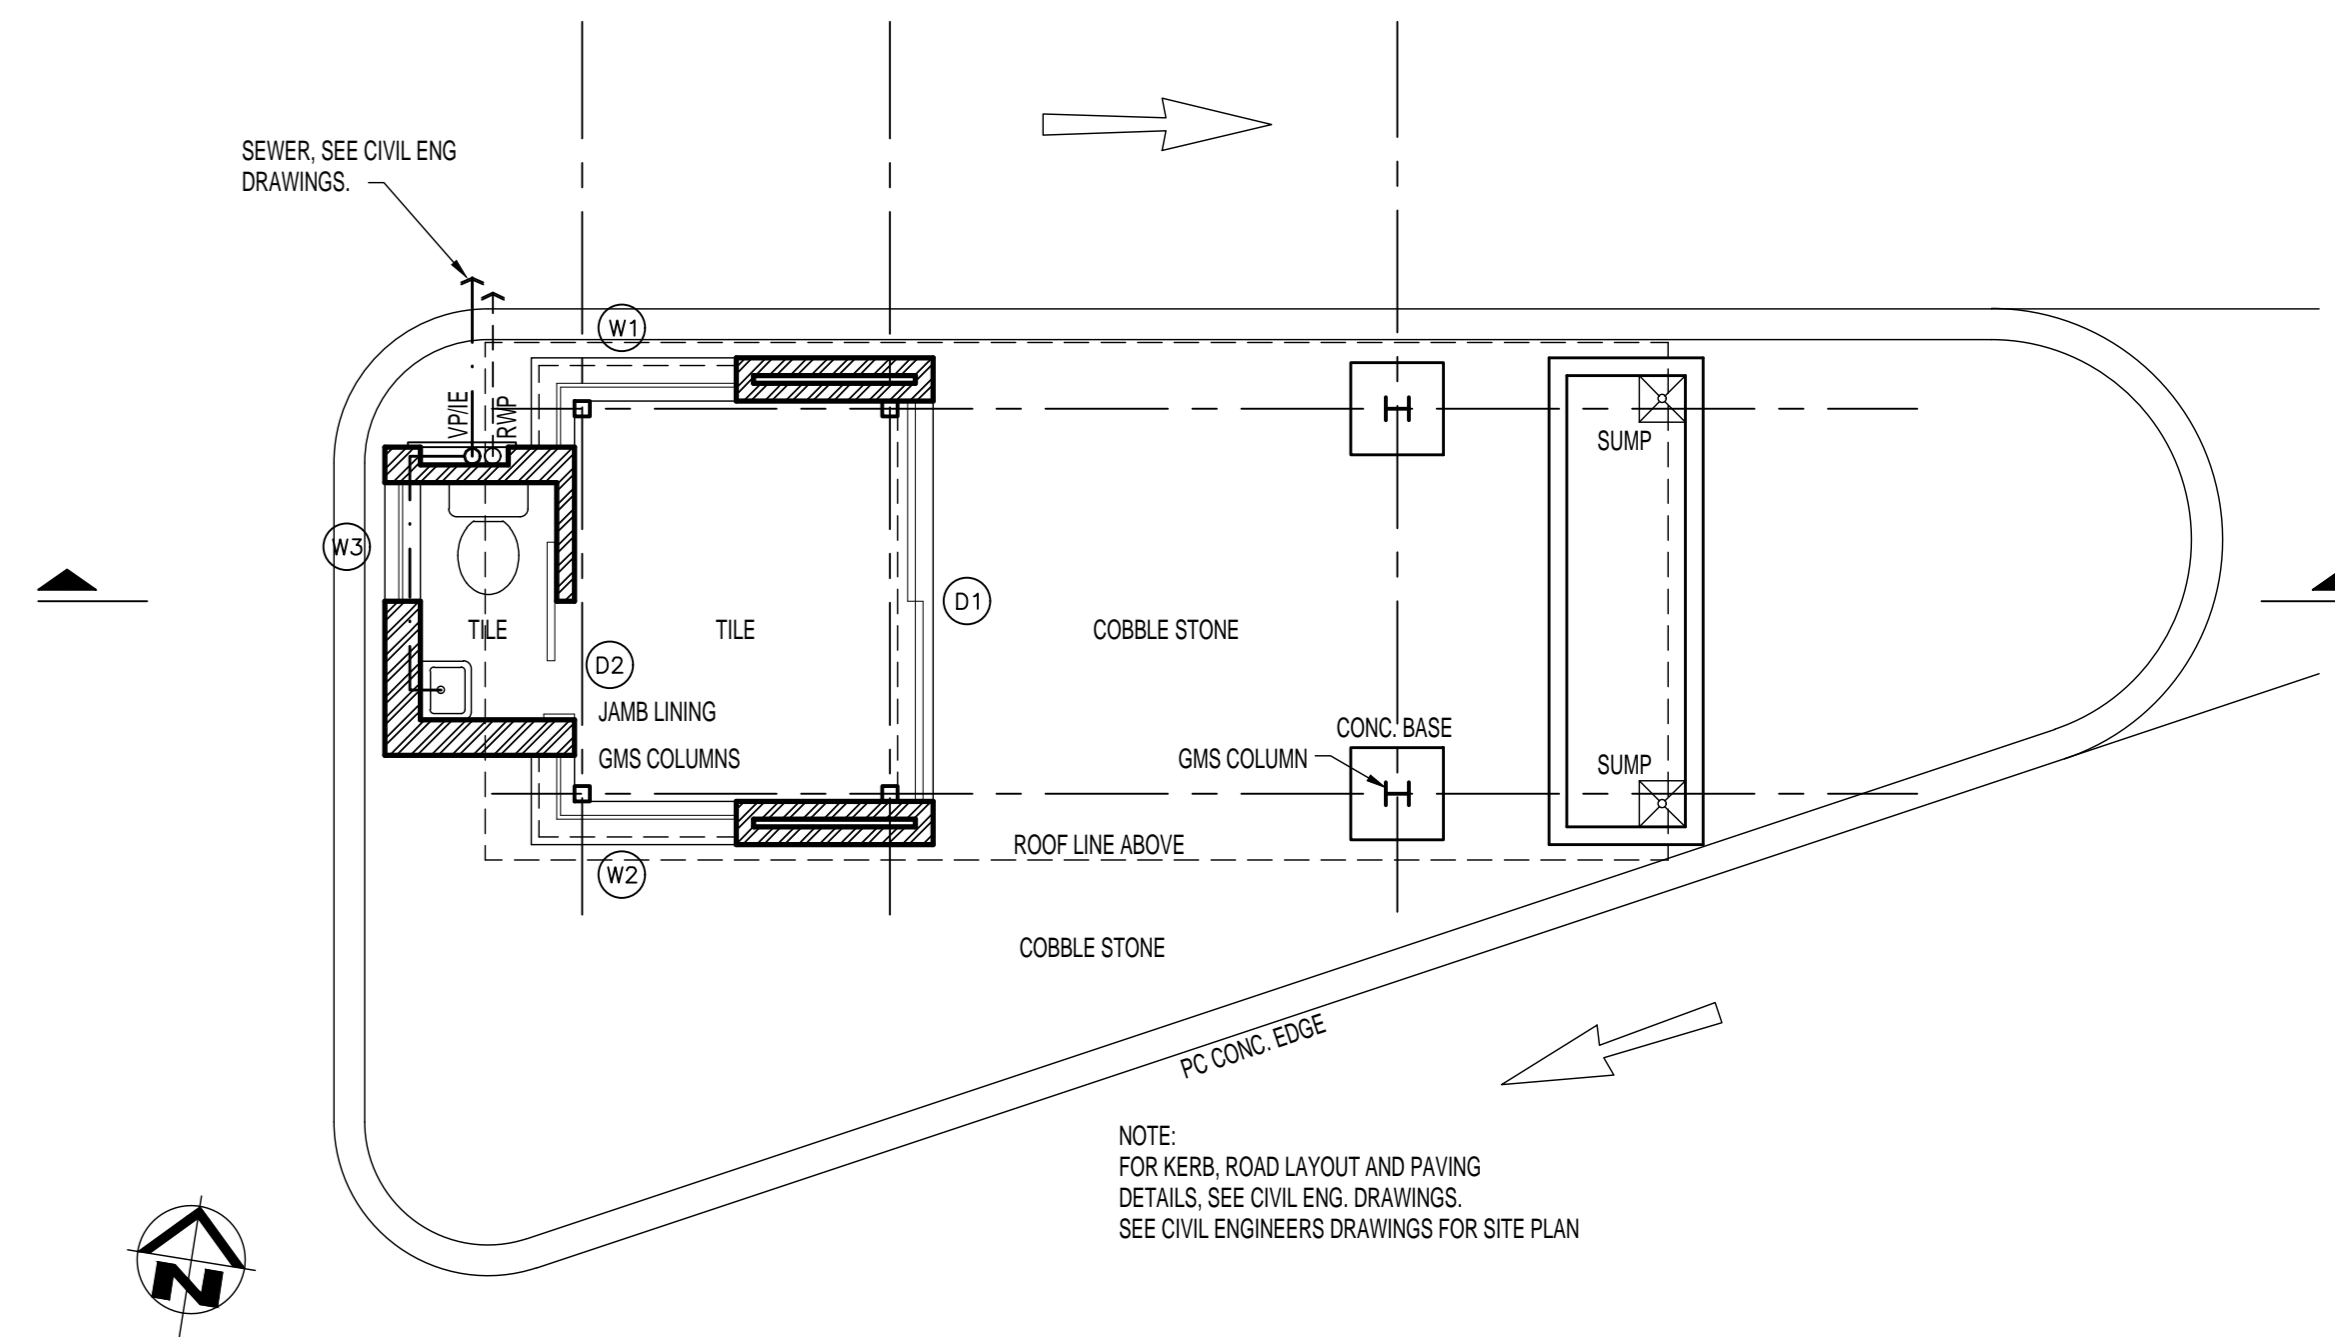 SEWER, SEE CIVIL ENG
DRAWINGS.
W1
VP/IE
RWP
SUMP
W3
D1
TILE
TILE
COBBLE STONE
D2
JAMB LINING
CONC. BASE
GMS COLUMNS
GMS COLUMN
SUMP
ROOF LINE ABOVE
W2
COBBLE STONE
PC CONC. EDGE
NOTE:
FOR KERB, ROAD LAYOUT AND PAVING
DETAILS, SEE CIVIL ENG. DRAWINGS.
SEE CIVIL ENGINEERS DRAWINGS FOR SITE PLAN
N